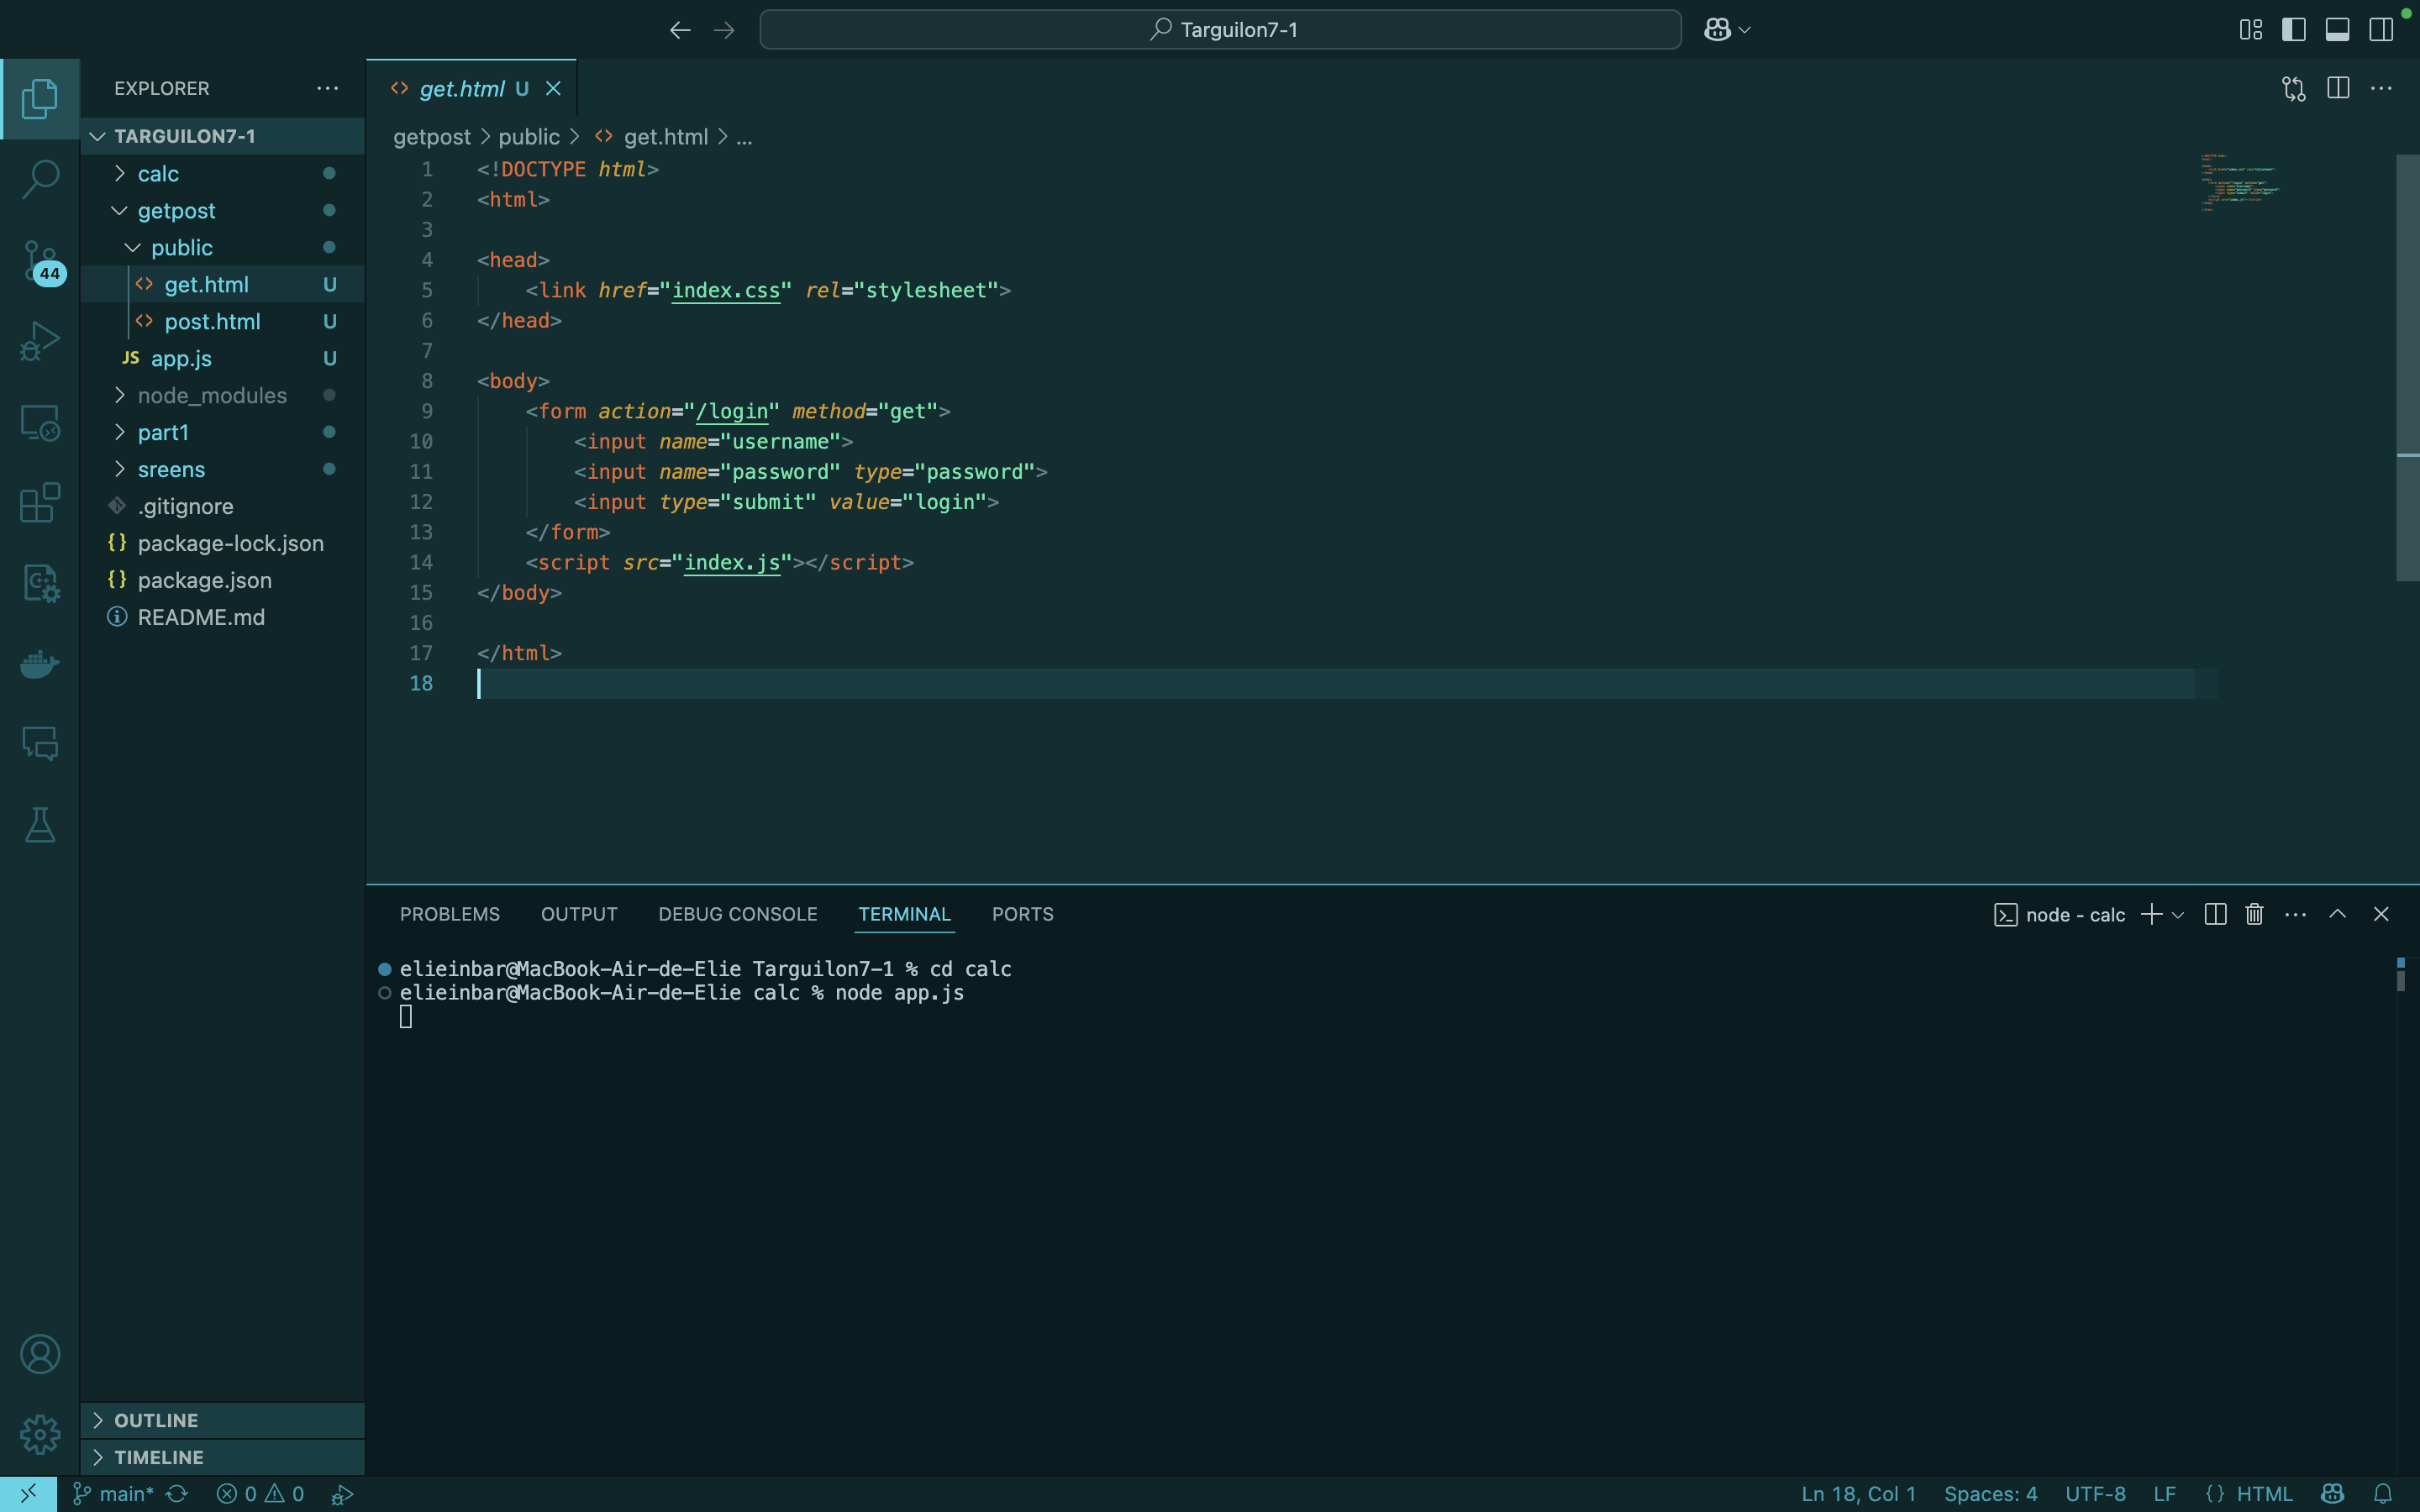 Targuilon7-1
EXPLORER
TARGUILON7-1
calc
getpost
public
get.html U
post.html U
JS app.js U
node_modules
part1
sreens
.gitignore
{} package-lock.json
{} package.json
README.md
OUTLINE
TIMELINE
44
get.html U
getpost > public > get.html > ...
1 <!DOCTYPE html>
2 <html>
3
4 <head>
5 <link href="index.css" rel="stylesheet">
6 </head>
7
8 <body>
9 <form action="/login" method="get">
10 <input name="username">
11 <input name="password" type="password">
12 <input type="submit" value="login">
13 </form>
14 <script src="index.js"></script>
15 </body>
16
17 </html>
18
PROBLEMS OUTPUT DEBUG CONSOLE TERMINAL PORTS
node - calc
elieinbar@MacBook-Air-de-Elie Targuilon7-1 % cd calc
elieinbar@MacBook-Air-de-Elie calc % node app.js
main* 0 0
Ln 18, Col 1 Spaces: 4 UTF-8 LF {} HTML